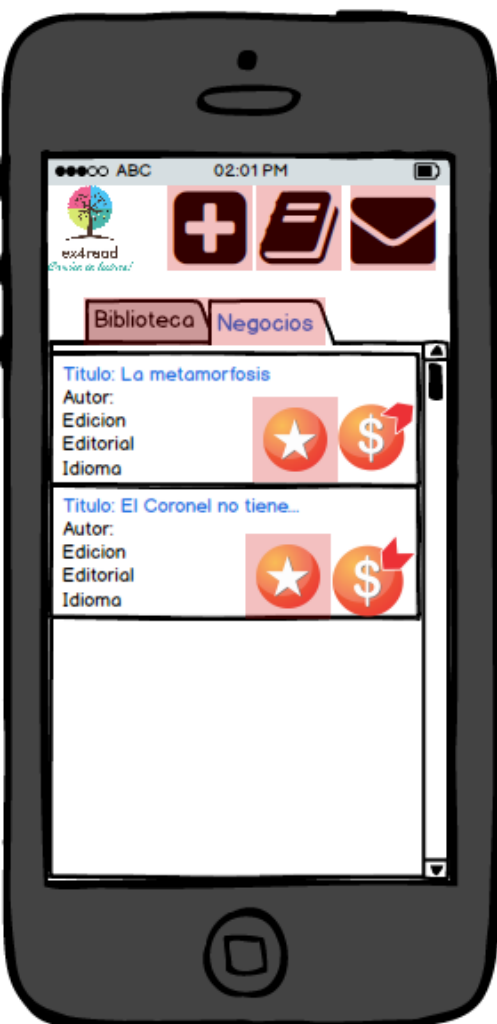 ABC 02:01 PM
ex4read
Biblioteca Negocios
Titulo: La metamorfosis
Autor:
Edicion
Editorial
Idioma
$
Titulo: El Coronel no tiene...
Autor:
Edicion
Editorial
Idioma
$